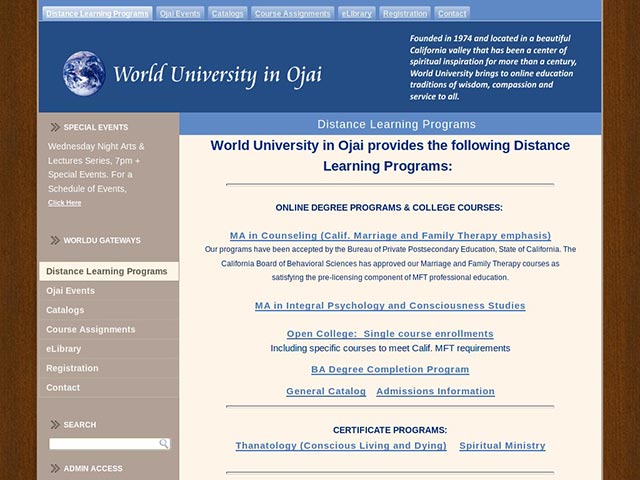 Distance Learning Programs Ojai Events Catalogs Course Assignments eLibrary Registration Contact
World University in Ojai
Founded in 1974 and located in a beautiful
California valley that has been a center of
spiritual inspiration for more than a century,
World University brings to online education
traditions of wisdom, compassion and
service to all.
SPECIAL EVENTS
Wednesday Night Arts &
Lectures Series, 7pm +
Special Events. For a
Schedule of Events,
Click Here
WORLDU GATEWAYS
Distance Learning Programs
Ojai Events
Catalogs
Course Assignments
eLibrary
Registration
Contact
SEARCH
ADMIN ACCESS
Distance Learning Programs
World University in Ojai provides the following Distance
Learning Programs:
ONLINE DEGREE PROGRAMS & COLLEGE COURSES:
MA in Counseling (Calif. Marriage and Family Therapy emphasis)
Our programs have been accepted by the Bureau of Private Postsecondary Education, State of California. The
California Board of Behavioral Sciences has approved our Marriage and Family Therapy courses as
satisfying the pre-licensing component of MFT professional education.
MA in Integral Psychology and Consciousness Studies
Open College: Single course enrollments
Including specific courses to meet Calif. MFT requirements
BA Degree Completion Program
General Catalog Admissions Information
CERTIFICATE PROGRAMS:
Thanatology (Conscious Living and Dying) Spiritual Ministry